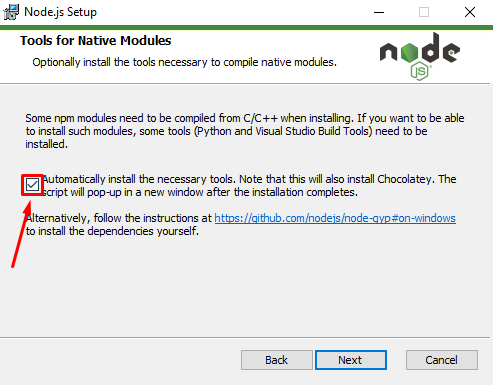 Node.js Setup
Tools for Native Modules
Optionally install the tools necessary to compile native modules.
node
JS
Some npm modules need to be compiled from C/C++ when installing. If you want to be able
to install such modules, some tools (Python and Visual Studio Build Tools) need to be
installed.
Automatically install the necessary tools. Note that this will also install Chocolatey. The
script will pop-up in a new window after the installation completes.
Alternatively, follow the instructions at https://github.com/nodejs/node-gyp#on-windows
to install the dependencies yourself.
Back Next Cancel